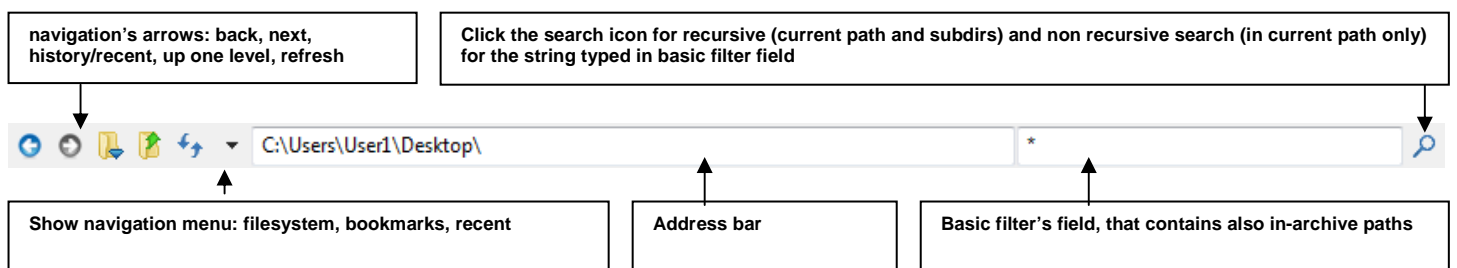 navigation's arrows: back, next,
history/recent, up one level, refresh
Click the search icon for recursive (current path and subdirs) and non recursive search (in current path only)
for the string typed in basic filter field
C:\Users\User1\Desktop\
*
Show navigation menu: filesystem, bookmarks, recent
Address bar
Basic filter's field, that contains also in-archive paths